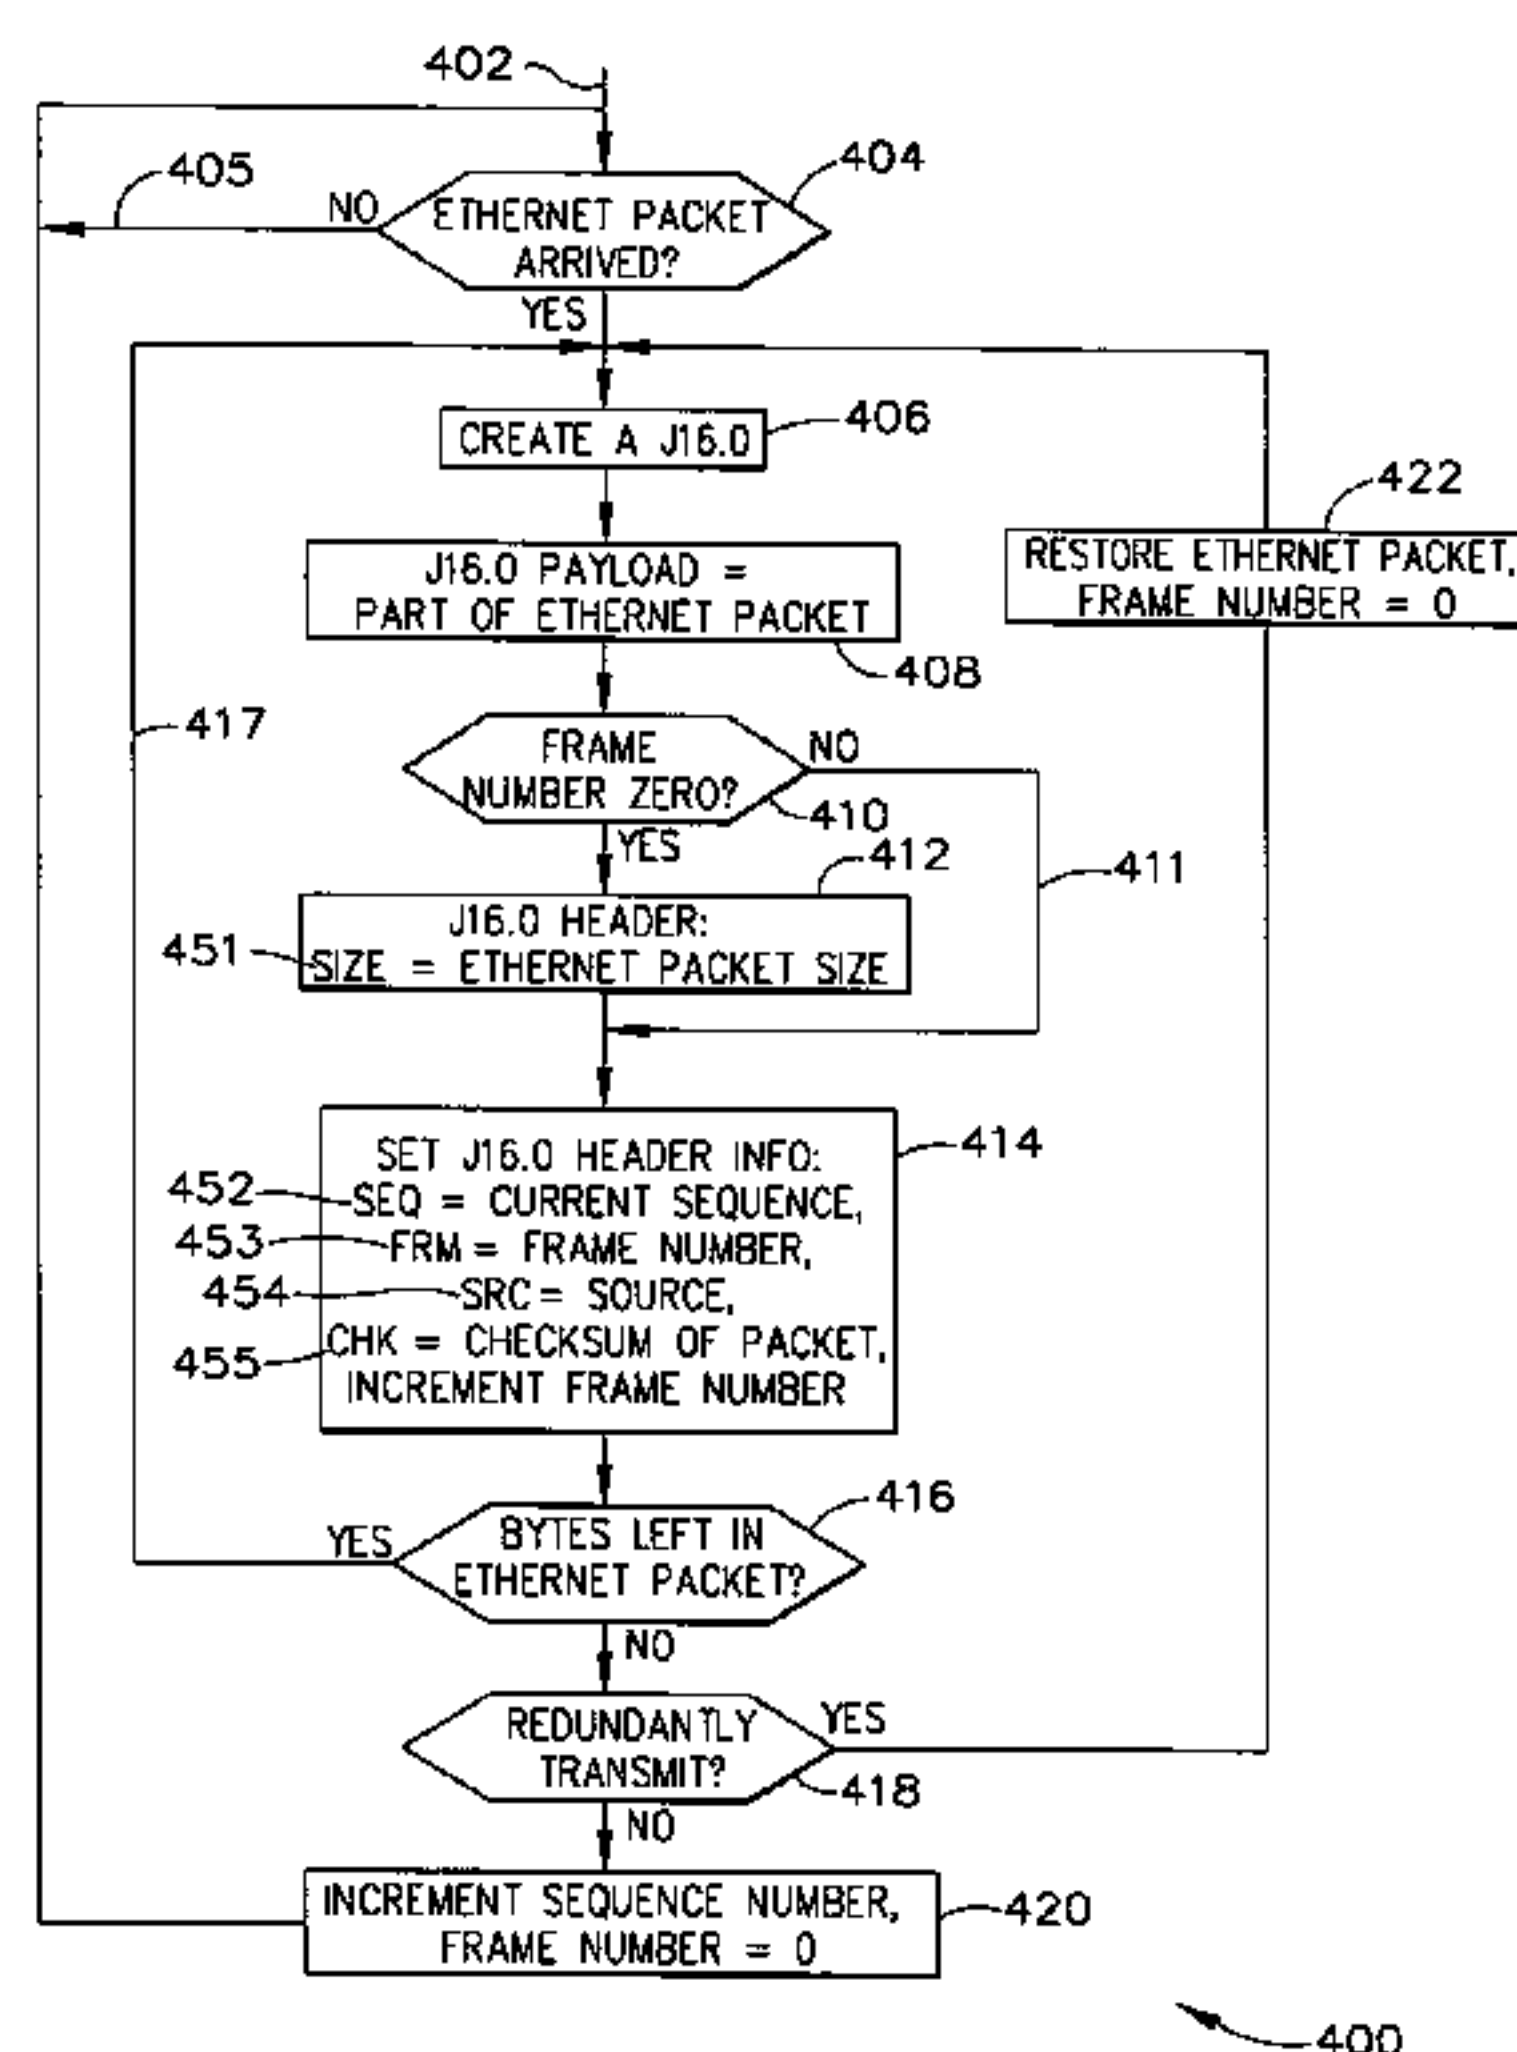 402
404
405
NO
ETHERNET PACKET
ARRIVED?
YES
406
CREATE A J16.0
422
RESTORE ETHERNET PACKET,
FRAME NUMBER = 0
J16.0 PAYLOAD =
PART OF ETHERNET PACKET
408
417
FRAME
NUMBER ZERO?
NO
410
YES
412
411
J16.0 HEADER:
451
SIZE = ETHERNET PACKET SIZE
414
SET J16.0 HEADER INFO:
452
SEQ = CURRENT SEQUENCE,
453
FRM = FRAME NUMBER,
454
SRC = SOURCE,
455
CHK = CHECKSUM OF PACKET,
INCREMENT FRAME NUMBER
416
YES
BYTES LEFT IN
ETHERNET PACKET?
NO
REDUNDANTLY
TRANSMIT?
YES
418
NO
INCREMENT SEQUENCE NUMBER,
FRAME NUMBER = 0
420
400